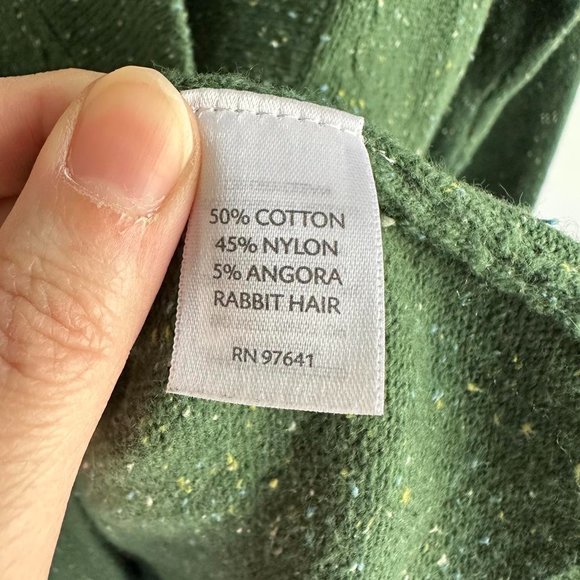 50% COTTON
45% NYLON
5% ANGORA
RABBIT HAIR
RN 97641